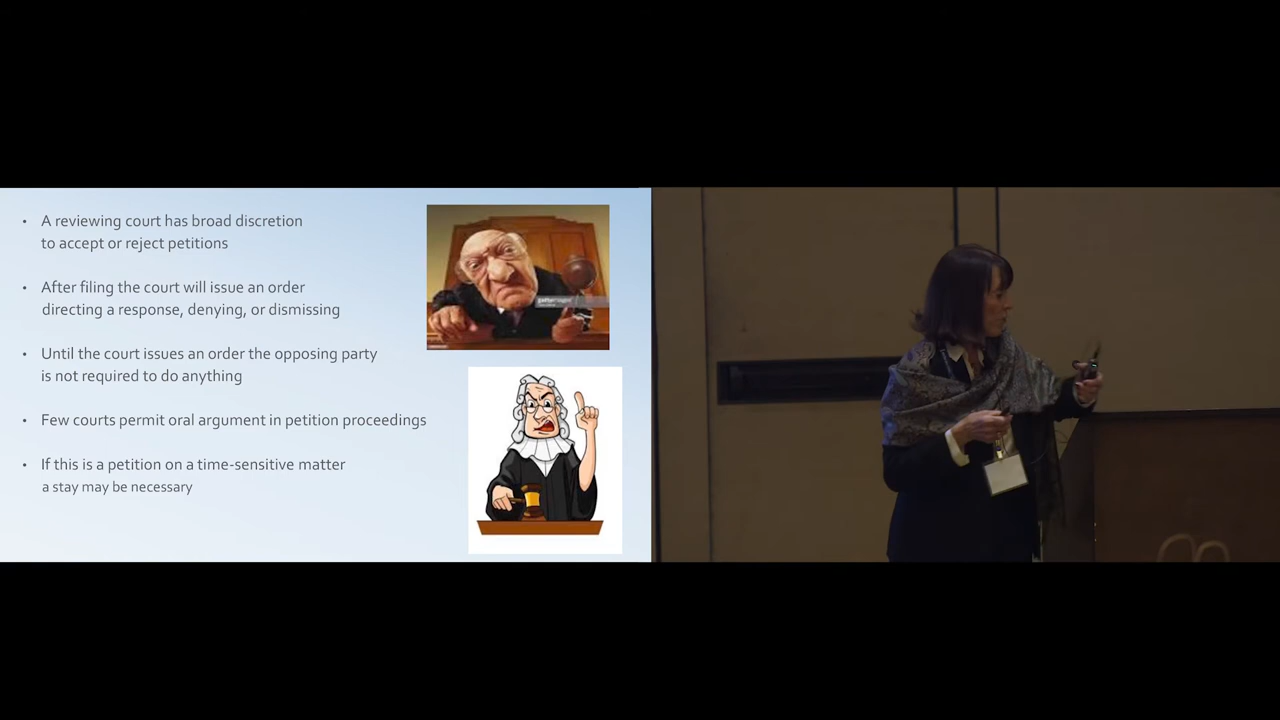 • A reviewing court has broad discretion
to accept or reject petitions
• After filing the court will issue an order
directing a response, denying, or dismissing
• Until the court issues an order the opposing party
is not required to do anything
• Few courts permit oral argument in petition proceedings
• If this is a petition on a time-sensitive matter
a stay may be necessary